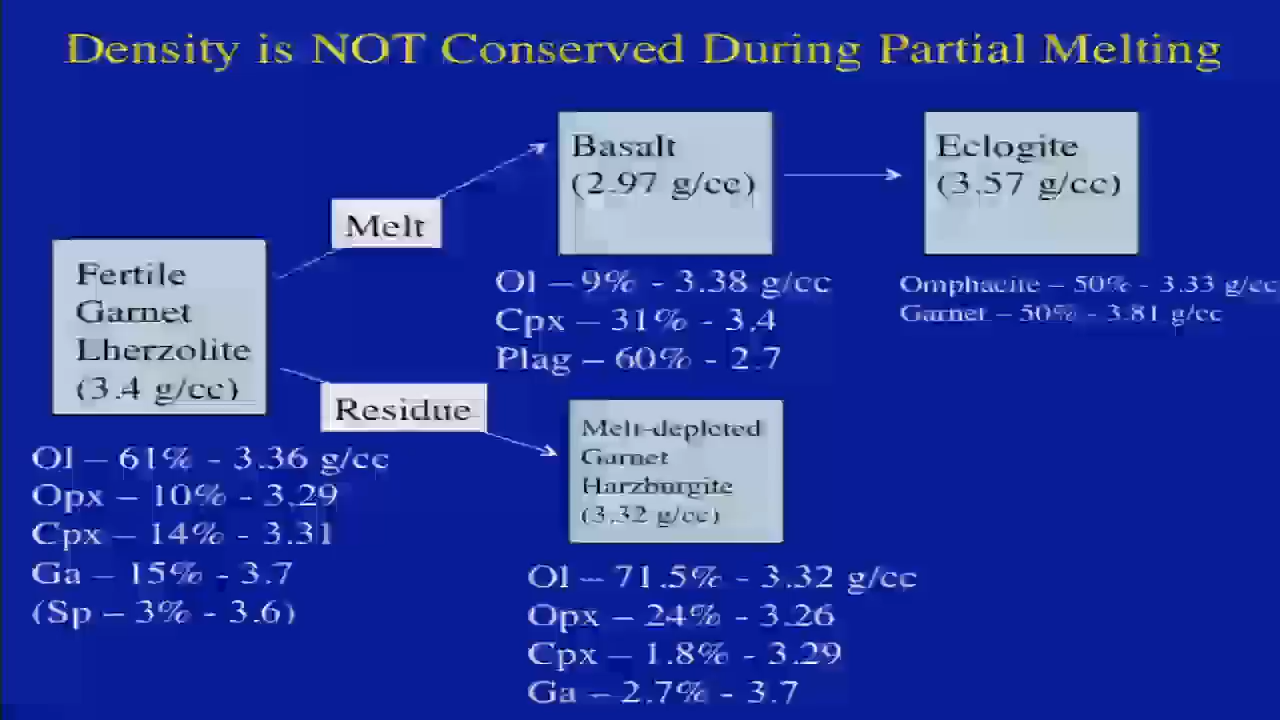 Density is NOT Conserved During Partial Melting
Basalt
(2.97 g/cc)
Eclogite
(3.57 g/cc)
Melt
Fertile
Garnet
Lherzolite
(3.4 g/cc)
Ol – 9% - 3.38 g/cc
Cpx – 31% - 3.4
Plag – 60% - 2.7
Omphacite – 50% - 3.33 g/cc
Garnet – 50% - 3.81 g/cc
Residue
Melt-depleted
Garnet
Harzburgite
(3.32 g/cc)
Ol – 61% - 3.36 g/cc
Opx – 10% - 3.29
Cpx – 14% - 3.31
Ga – 15% - 3.7
(Sp – 3% - 3.6)
Ol – 71.5% - 3.32 g/cc
Opx – 24% - 3.26
Cpx – 1.8% - 3.29
Ga – 2.7% - 3.7